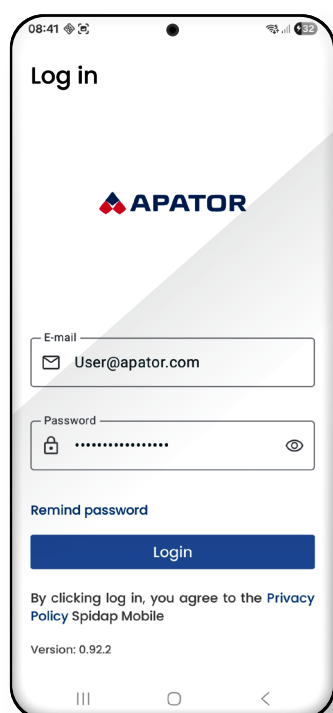 08:41
32
Log in
APATOR
E-mail
User@apator.com
Password
Remind password
Login
By clicking log in, you agree to the Privacy
Policy Spidap Mobile
Version: 0.92.2